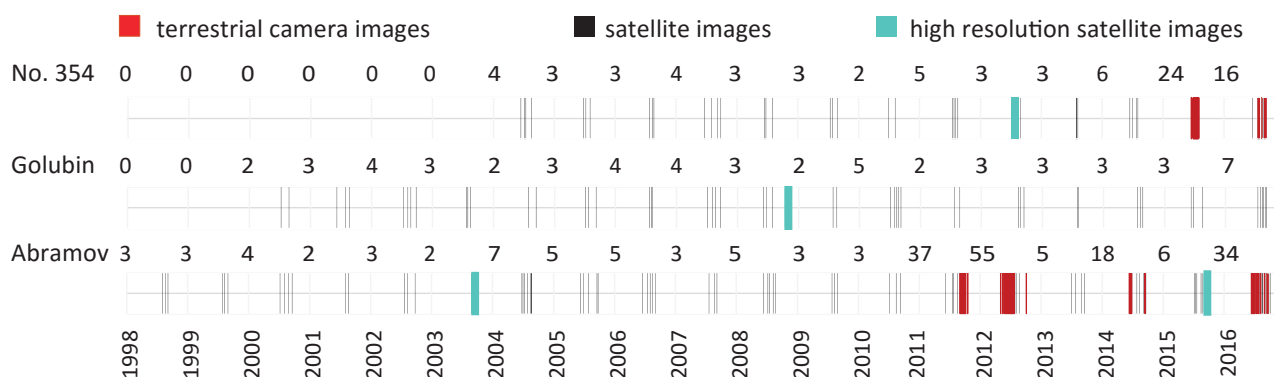 terrestrial camera images satellite images high resolution satellite images
No. 354 0 0 0 0 0 0 4 3 3 4 3 3 2 5 3 3 6 24 16
Golubin 0 0 2 3 4 3 2 3 4 4 3 2 5 2 3 3 3 3 7
Abramov 3 3 4 2 3 2 7 5 5 3 5 3 3 37 55 5 18 6 34
1998 1999 2000 2001 2002 2003 2004 2005 2006 2007 2008 2009 2010 2011 2012 2013 2014 2015 2016